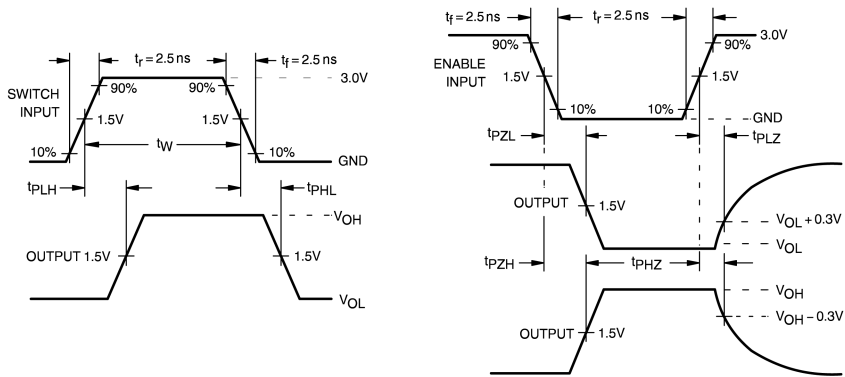 tr = 2.5 ns
tf = 2.5 ns
3.0V
90%
90%
SWITCH
INPUT
1.5V
1.5V
tW
10%
10%
GND
tPLH
tPHL
VOH
OUTPUT
1.5V
1.5V
VOL
tf = 2.5 ns
tr = 2.5 ns
3.0V
90%
90%
ENABLE
INPUT
1.5V
1.5V
10%
10%
GND
tPZL
tPLZ
OUTPUT
1.5V
VOL + 0.3V
VOL
tPZH
tPHZ
VOH
VOH – 0.3V
OUTPUT
1.5V